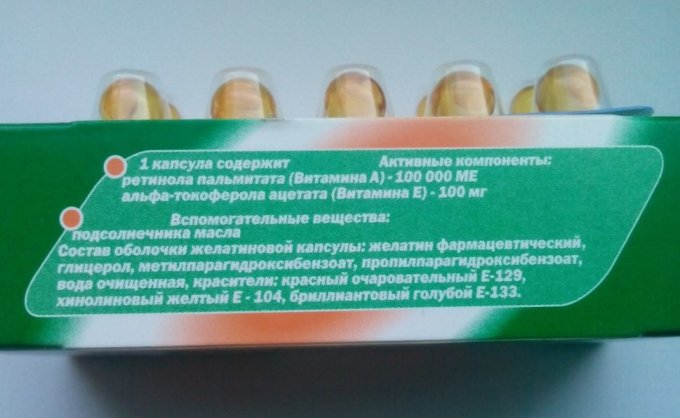 1 капсула содержит Активные компоненты:
ретинола пальмитата (Витамина А) - 100 000 МЕ
альфа-токоферола ацетата (Витамина Е) - 100 мг
Вспомогательные вещества:
подсолнечника масла
Состав оболочки желатиновой капсулы: желатин фармацевтический,
глицерол, метилпарагидроксибензоат, пропилпарагидроксибензоат,
вода очищенная, красители: красный очаровательный Е-129,
хинолиновый желтый Е - 104, бриллиантовый голубой Е-133.